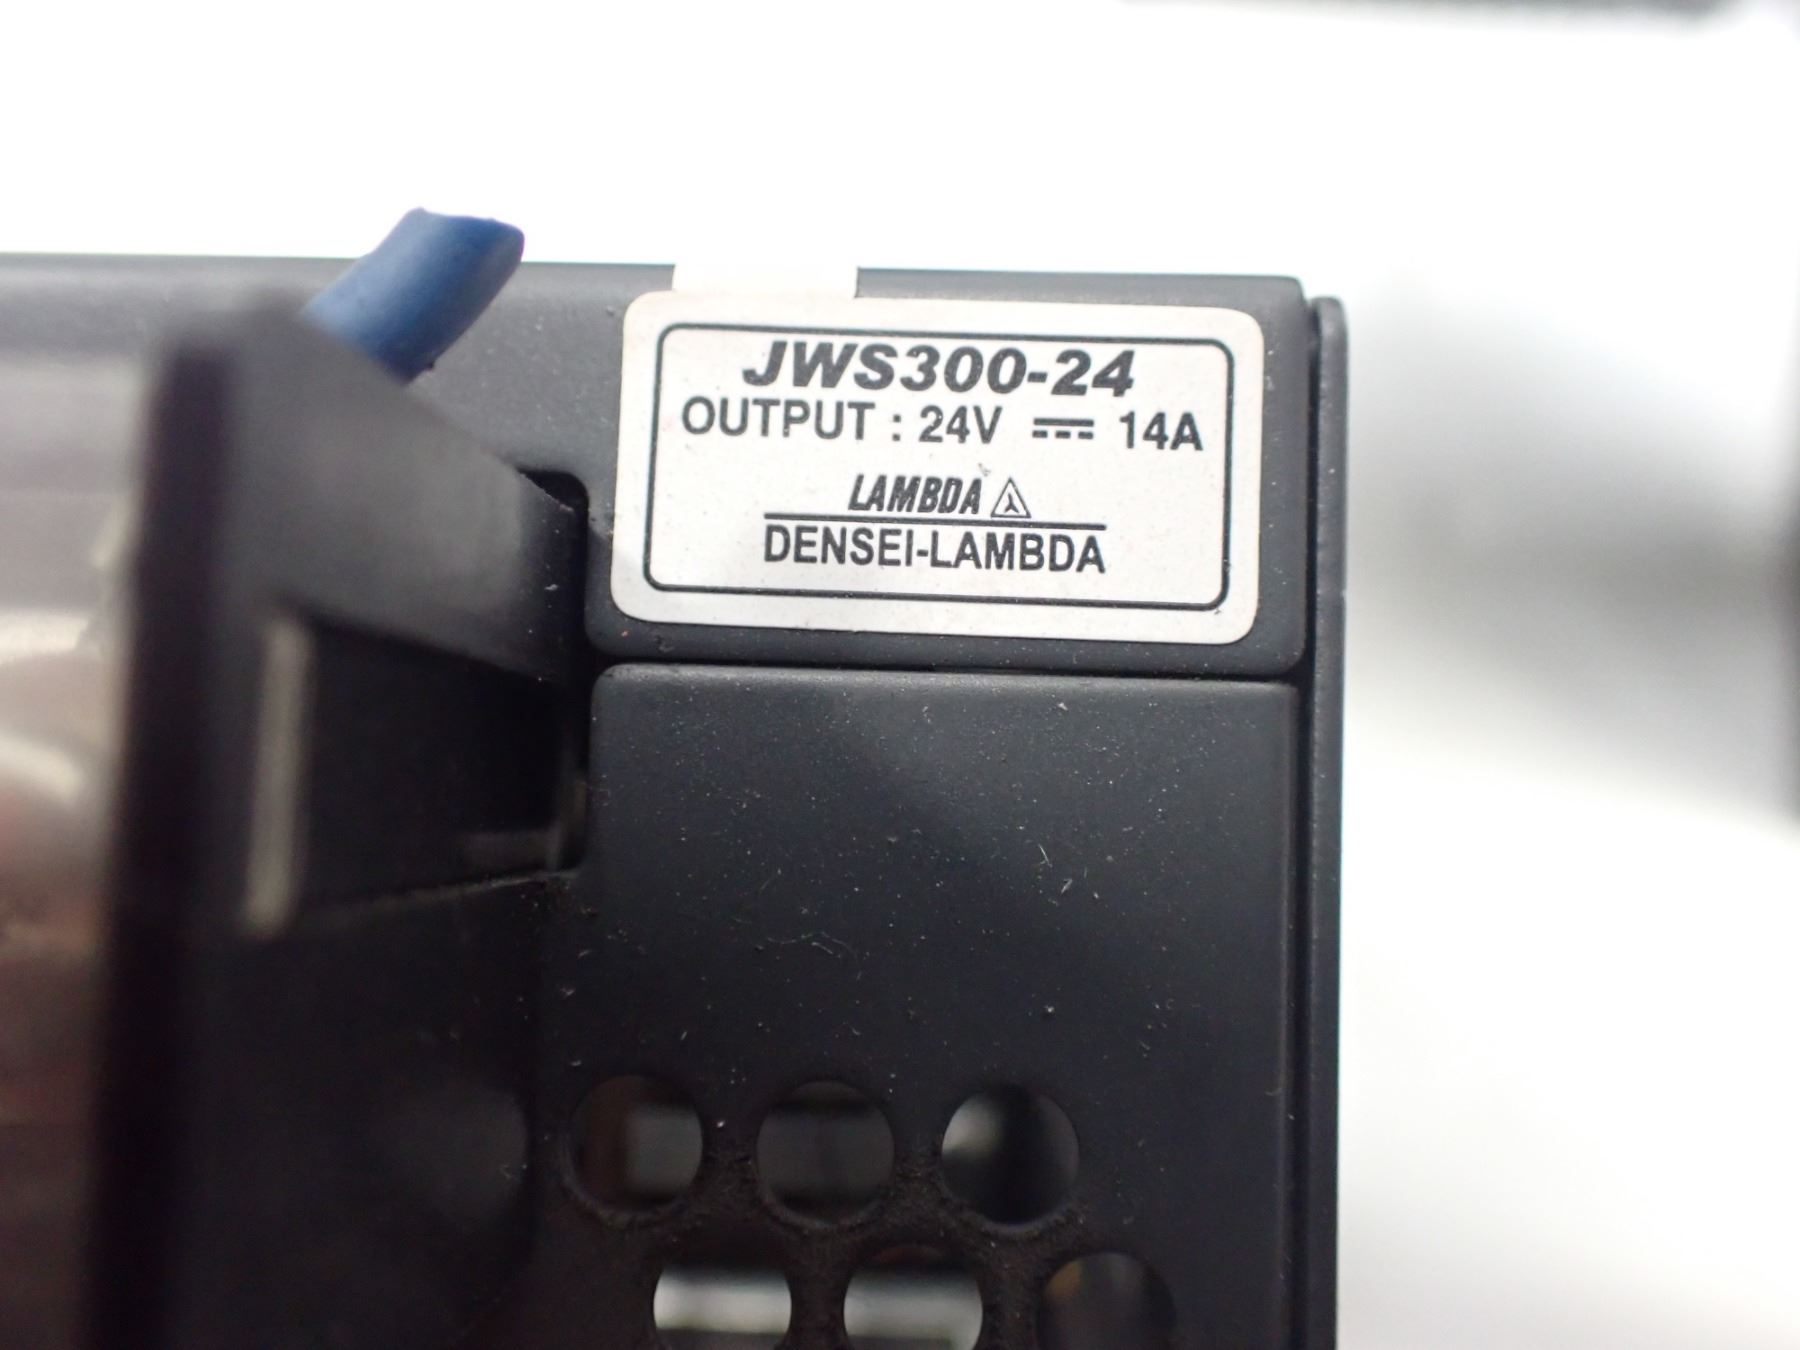 JWS300-24
OUTPUT : 24V ⎓ 14A
LAMBDA
DENSEI-LAMBDA